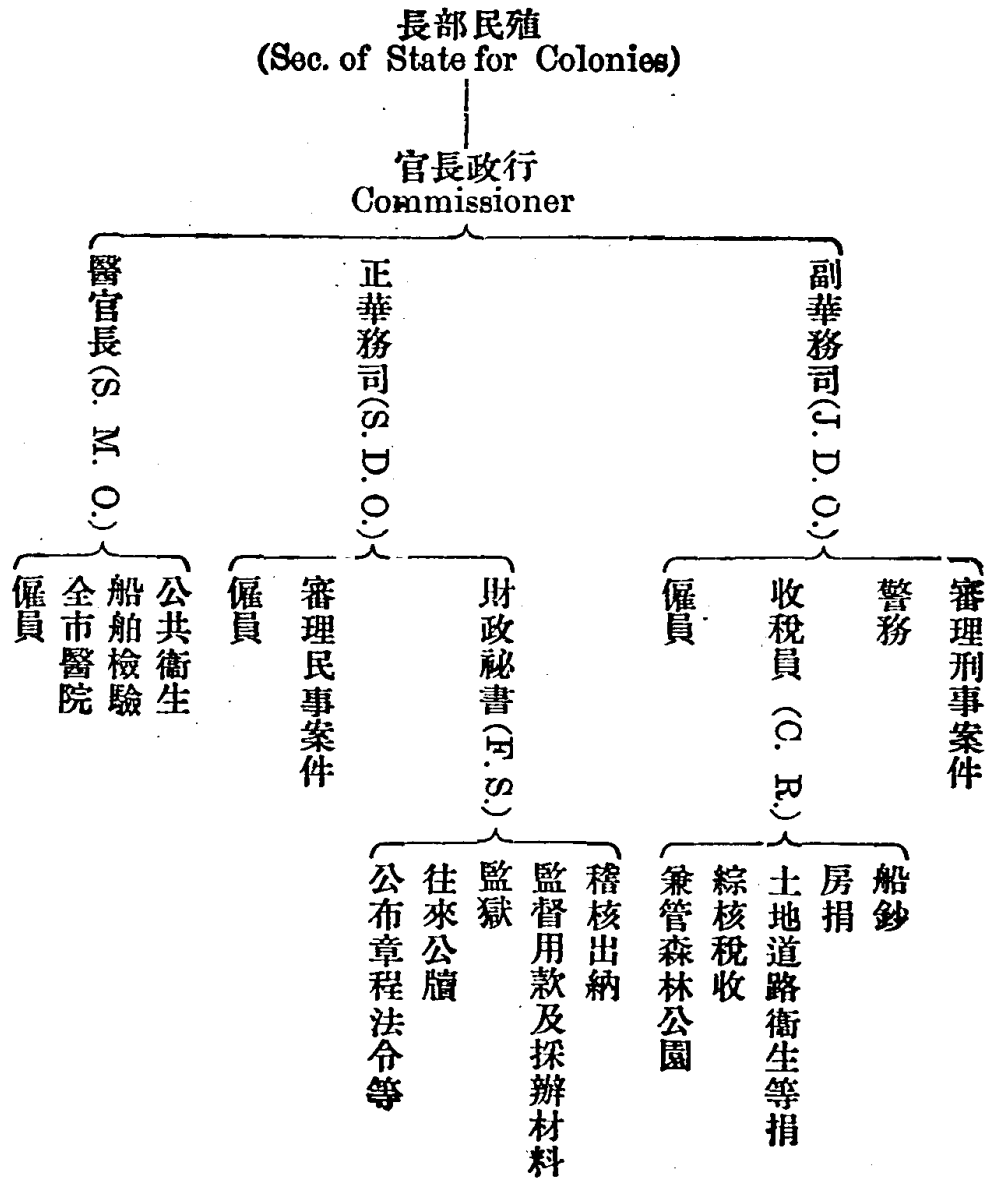 殖民部長
(Sec. of State for Colonies)
行政長官
Commissioner
副華務司(J. D. O.)
審理刑事案件
警務
收稅員 (C. R.)
船鈔
房捐
土地道路衞生等捐
綜核稅收
兼管森林公園
僱員
正華務司(S. D. O.)
財政祕書(F. S.)
稽核出納
監督用款及採辦材料
監獄
往來公牘
公布章程法令等
審理民事案件
僱員
醫官長(S. M. O.)
公共衞生
船舶檢驗
全市醫院
僱員